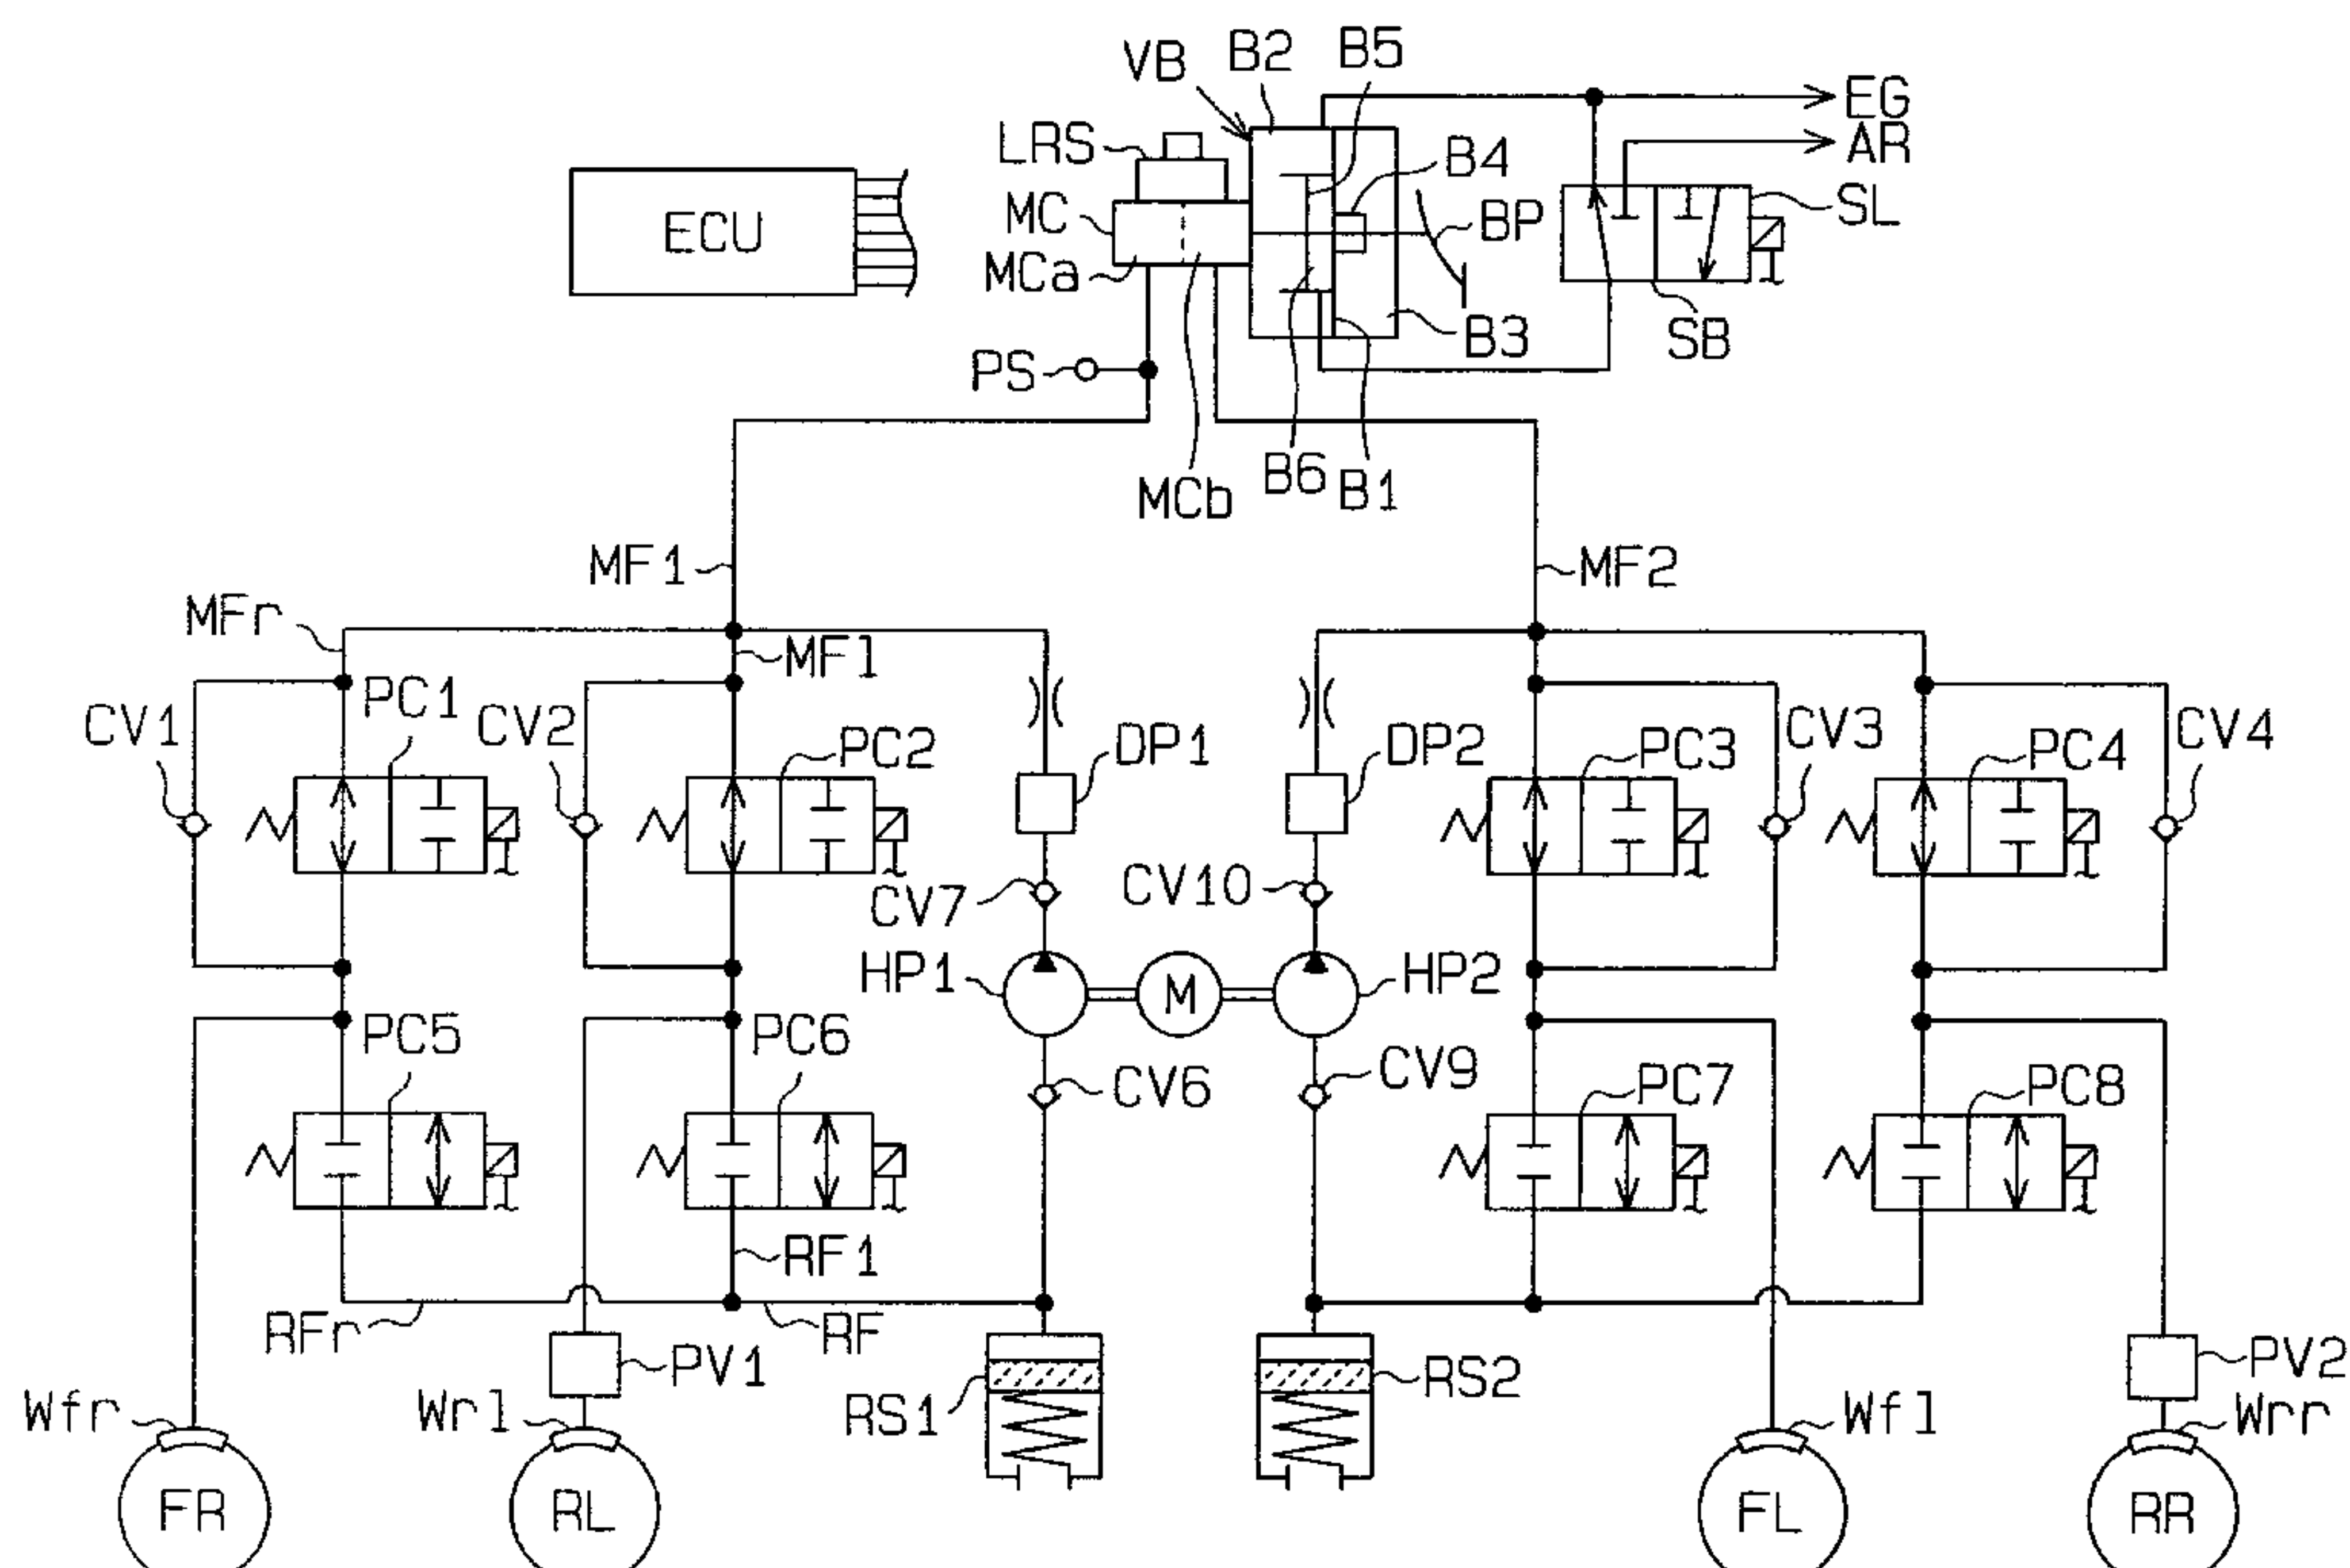 VB B2 B5
EG
LRS AR
B4
ECU MC BP SL
MCa
B3 SB
PS
B6 B1
MCb
MF1 MF2
MFr
MFl
PC1
CV1 CV2 PC2 DP1 DP2 PC3 CV3 PC4 CV4
CV7 CV10
HP1 M HP2
PC5 PC6
CV6 CV9 PC7 PC8
RF1
RFr RF
PV1 RS1 RS2 PV2
Wfr Wrl Wfl Wrr
FR RL FL RR